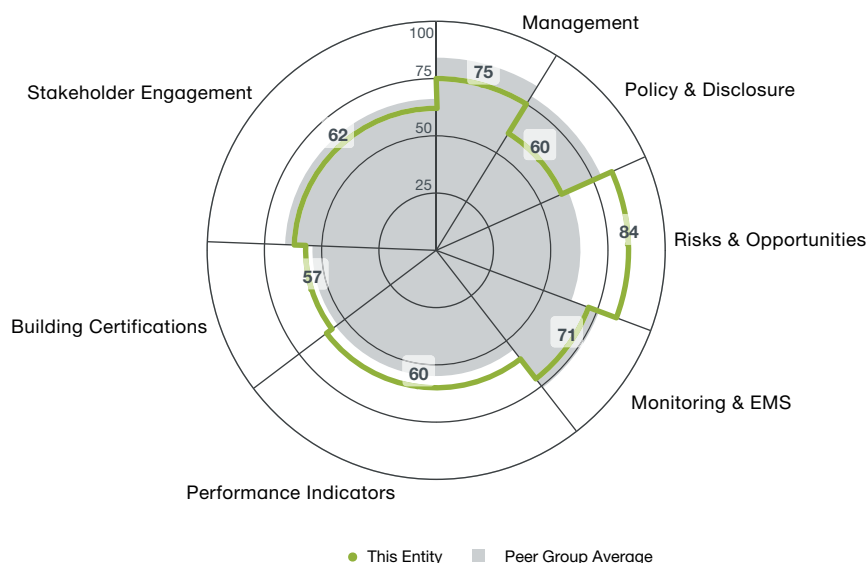 Management
100
75
75
Policy & Disclosure
Stakeholder Engagement
62
50
60
25
84
Risks & Opportunities
57
Building Certifications
71
60
Monitoring & EMS
Performance Indicators
This Entity
Peer Group Average